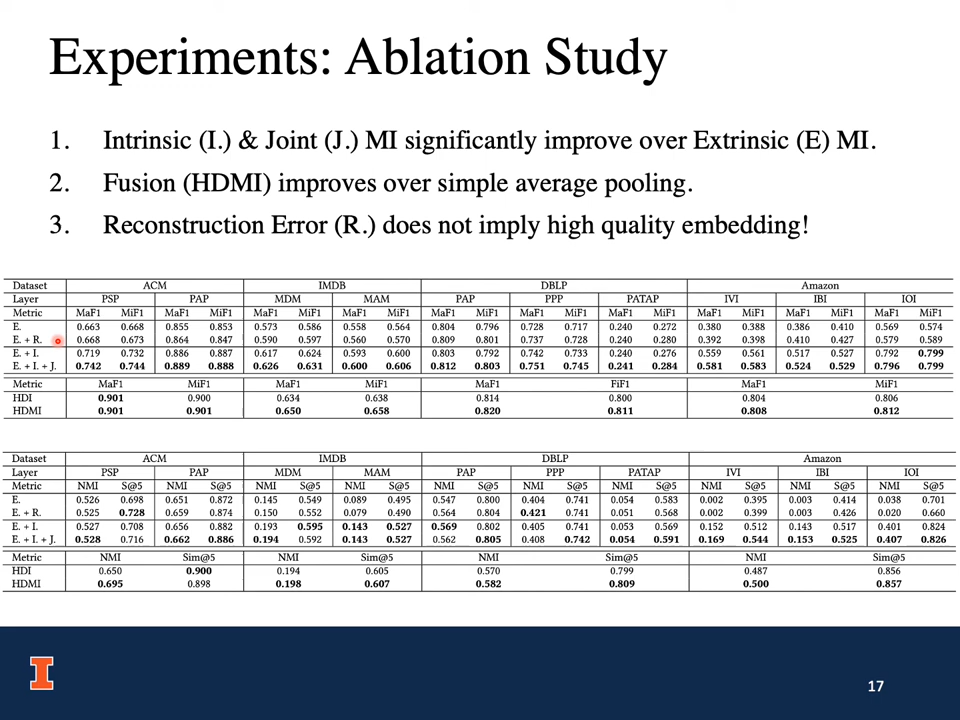 Experiments: Ablation Study
1. Intrinsic (I.) & Joint (J.) MI significantly improve over Extrinsic (E) MI.
2. Fusion (HDMI) improves over simple average pooling.
3. Reconstruction Error (R.) does not imply high quality embedding!
Dataset ACM IMDB DBLP Amazon
Layer PSP PAP MDM MAM PAP PPP PATAP IVI IBI IOI
Metric MaF1 MiF1 MaF1 MiF1 MaF1 MiF1 MaF1 MiF1 MaF1 MiF1 MaF1 MiF1 MaF1 MiF1 MaF1 MiF1 MaF1 MiF1 MaF1 MiF1
E. 0.663 0.668 0.855 0.853 0.573 0.586 0.558 0.564 0.804 0.796 0.728 0.717 0.240 0.272 0.380 0.388 0.386 0.410 0.569 0.574
E. + R. 0.668 0.673 0.864 0.847 0.590 0.597 0.560 0.570 0.809 0.801 0.737 0.728 0.240 0.280 0.392 0.398 0.410 0.427 0.579 0.589
E. + I. 0.719 0.732 0.886 0.887 0.617 0.624 0.593 0.600 0.803 0.792 0.742 0.733 0.240 0.276 0.559 0.561 0.517 0.527 0.792 0.799
E. + I. + J. 0.742 0.744 0.889 0.888 0.626 0.631 0.600 0.606 0.812 0.803 0.751 0.745 0.241 0.284 0.581 0.583 0.524 0.529 0.796 0.799
Metric MaF1 MiF1 MaF1 MiF1 MaF1 FiF1 MaF1 MiF1
HDI 0.901 0.900 0.634 0.638 0.814 0.800 0.804 0.806
HDMI 0.901 0.901 0.650 0.658 0.820 0.811 0.808 0.812
Dataset ACM IMDB DBLP Amazon
Layer PSP PAP MDM MAM PAP PPP PATAP IVI IBI IOI
Metric NMI S@5 NMI S@5 NMI S@5 NMI S@5 NMI S@5 NMI S@5 NMI S@5 NMI S@5 NMI S@5 NMI S@5
E. 0.526 0.698 0.651 0.872 0.145 0.549 0.089 0.495 0.547 0.800 0.404 0.741 0.054 0.583 0.002 0.395 0.003 0.414 0.038 0.701
E. + R. 0.525 0.728 0.659 0.874 0.150 0.552 0.079 0.490 0.564 0.804 0.421 0.741 0.051 0.568 0.002 0.399 0.003 0.426 0.020 0.660
E. + I. 0.527 0.708 0.656 0.882 0.193 0.595 0.143 0.527 0.569 0.802 0.405 0.741 0.053 0.569 0.152 0.512 0.143 0.517 0.401 0.824
E. + I. + J. 0.528 0.716 0.662 0.886 0.194 0.592 0.143 0.527 0.562 0.805 0.408 0.742 0.054 0.591 0.169 0.544 0.153 0.525 0.407 0.826
Metric NMI Sim@5 NMI Sim@5 NMI Sim@5 NMI Sim@5
HDI 0.650 0.900 0.194 0.605 0.570 0.799 0.487 0.856
HDMI 0.695 0.898 0.198 0.607 0.582 0.809 0.500 0.857
I
17